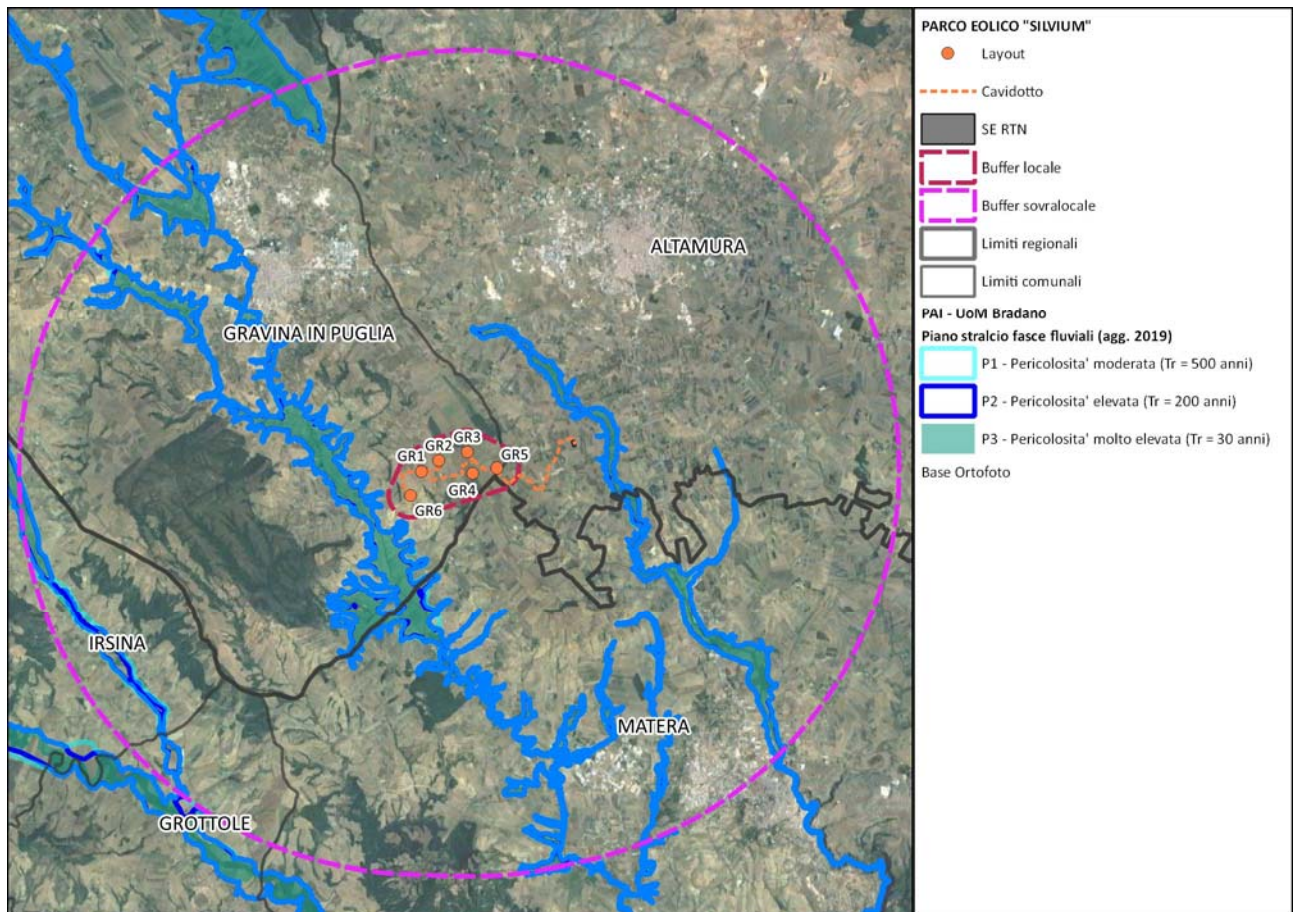 PARCO EOLICO "SILVIUM"
Layout
Cavidotto
SE RTN
Buffer locale
Buffer sovralocale
Limiti regionali
Limiti comunali
PAI - UoM Bradano
Piano stralcio fasce fluviali (agg. 2019)
P1 - Pericolosita' moderata (Tr = 500 anni)
P2 - Pericolosita' elevata (Tr = 200 anni)
P3 - Pericolosita' molto elevata (Tr = 30 anni)
Base Ortofoto
ALTAMURA
GRAVINA IN PUGLIA
GR3
GR2
GR1
GR5
GR4
GR6
IRSINA
MATERA
GROTTOLE